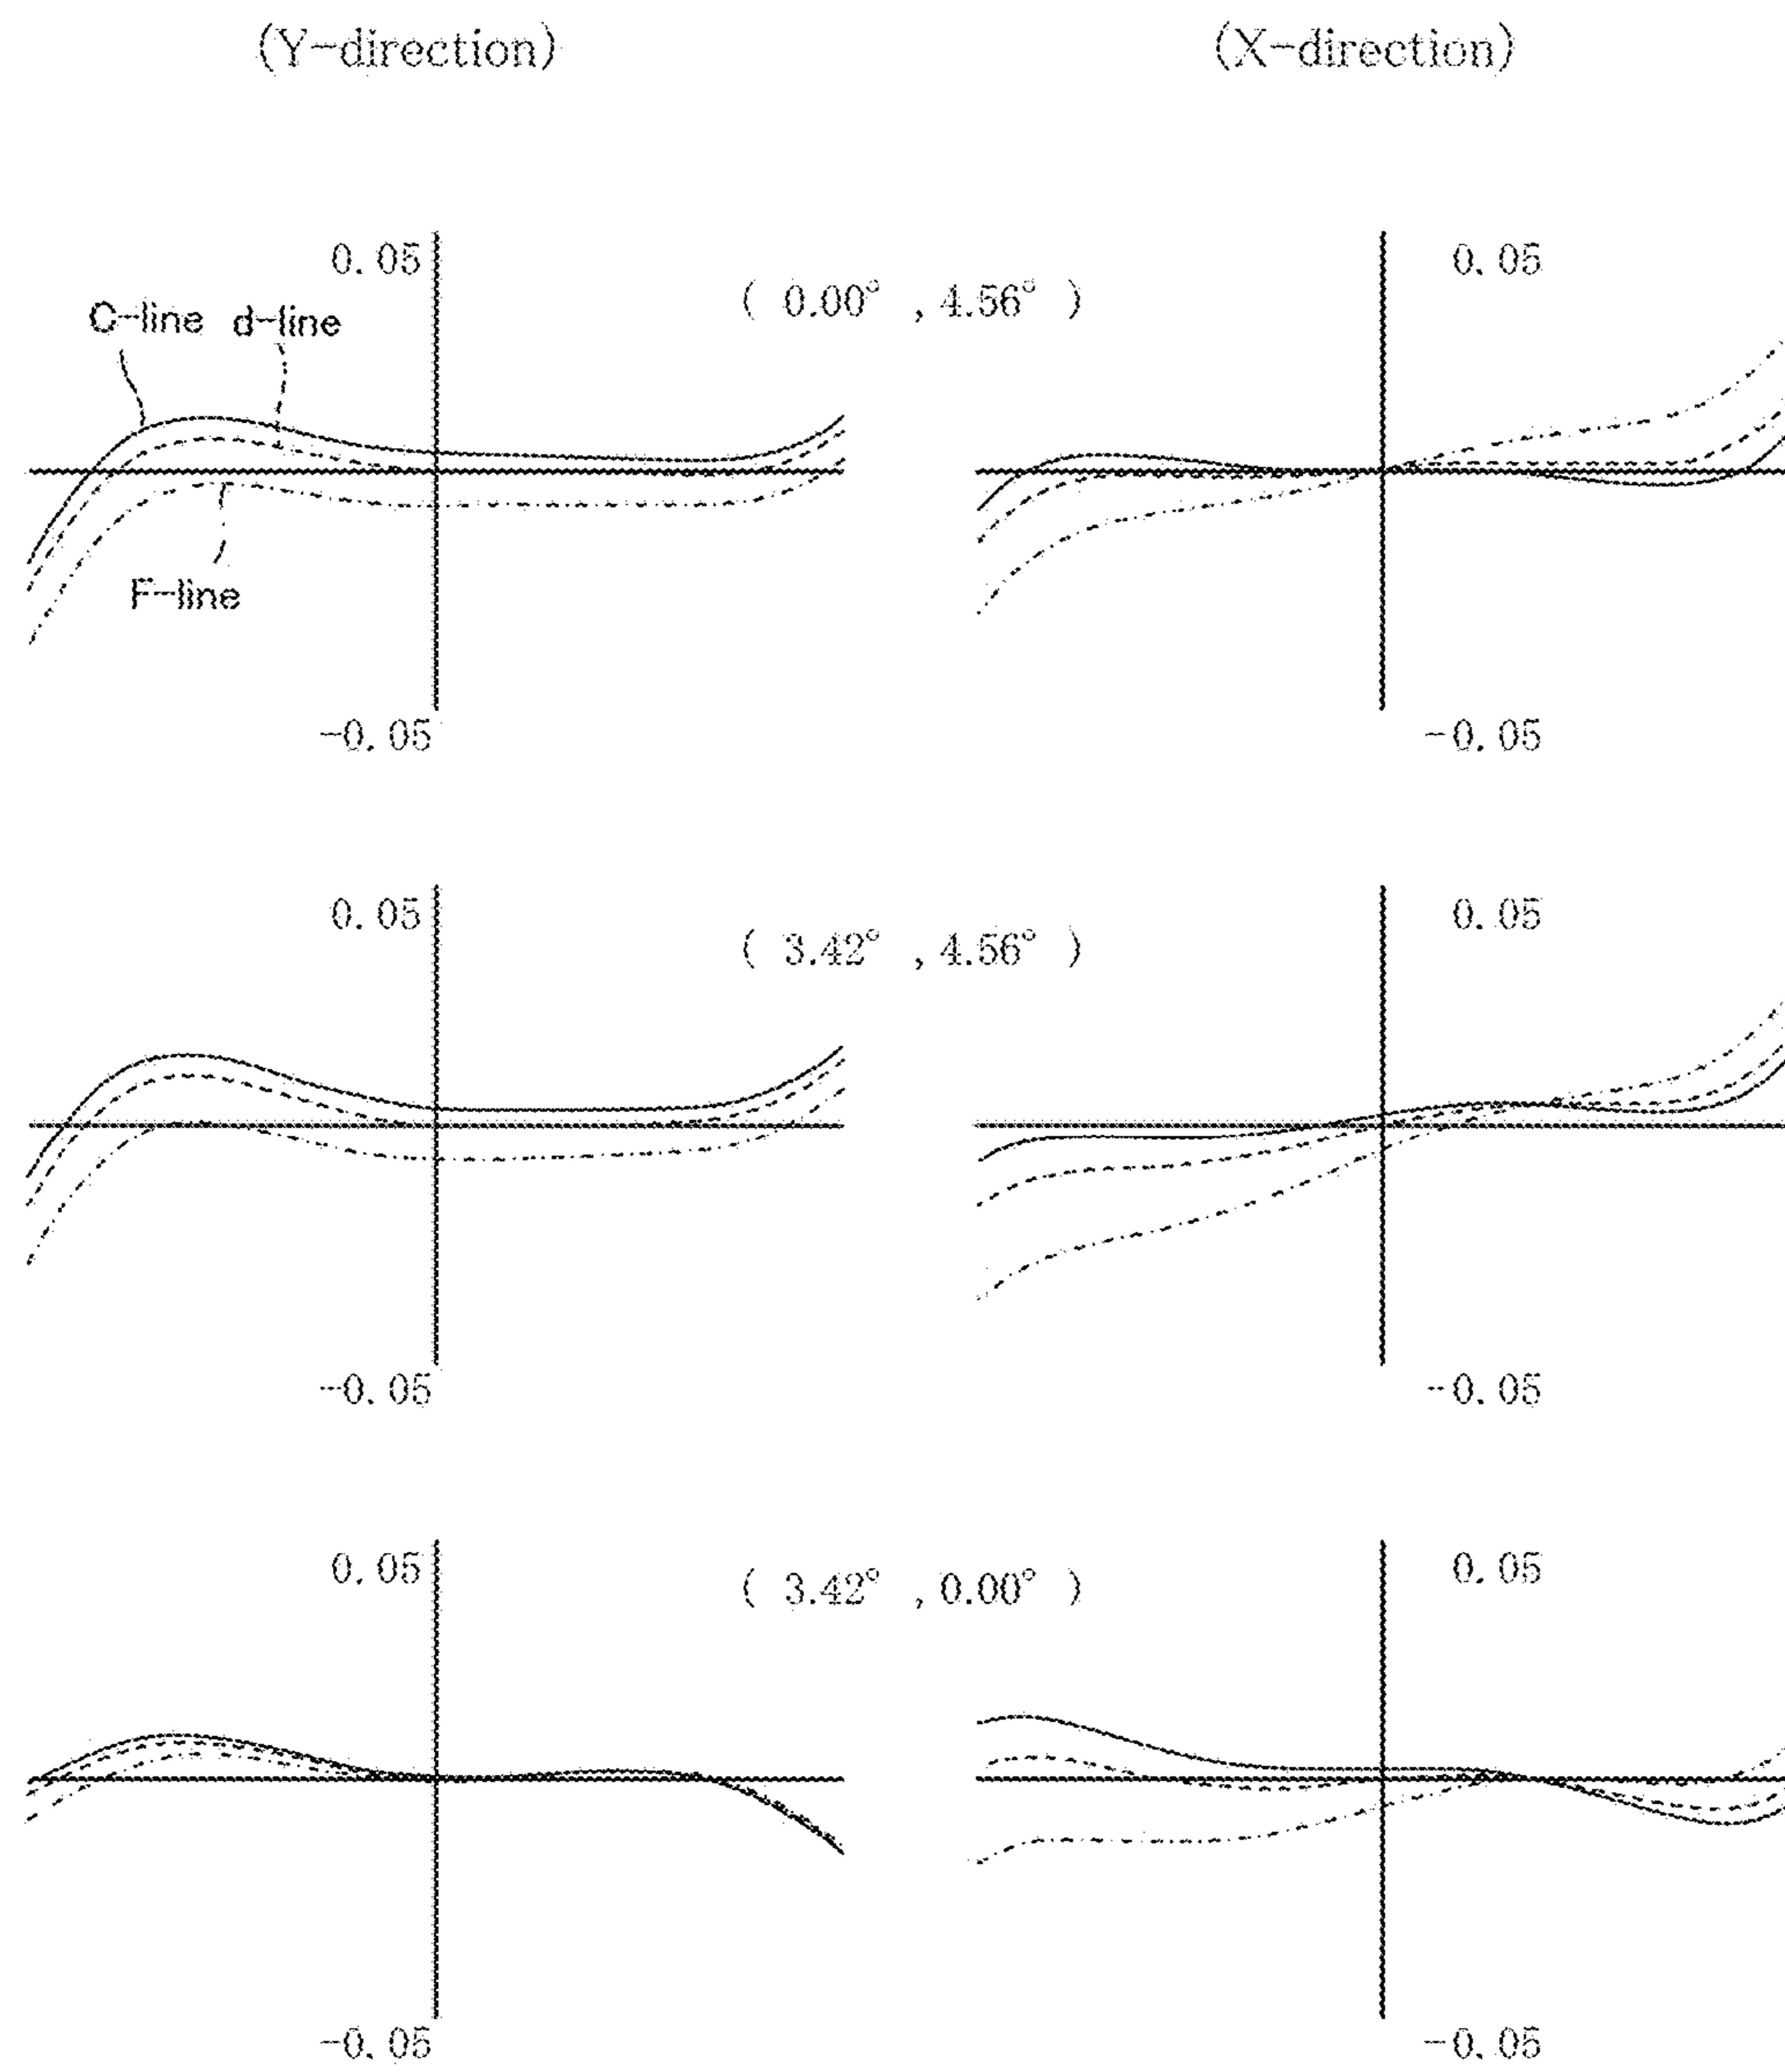 (Y-direction) (X-direction)
0.05 0.05
( 0.00° , 4.56° )
C-line d-line
F-line
-0.05 -0.05
0.05 0.05
( 3.42° , 4.56° )
-0.05 -0.05
0.05 0.05
( 3.42° , 0.00° )
-0.05 -0.05